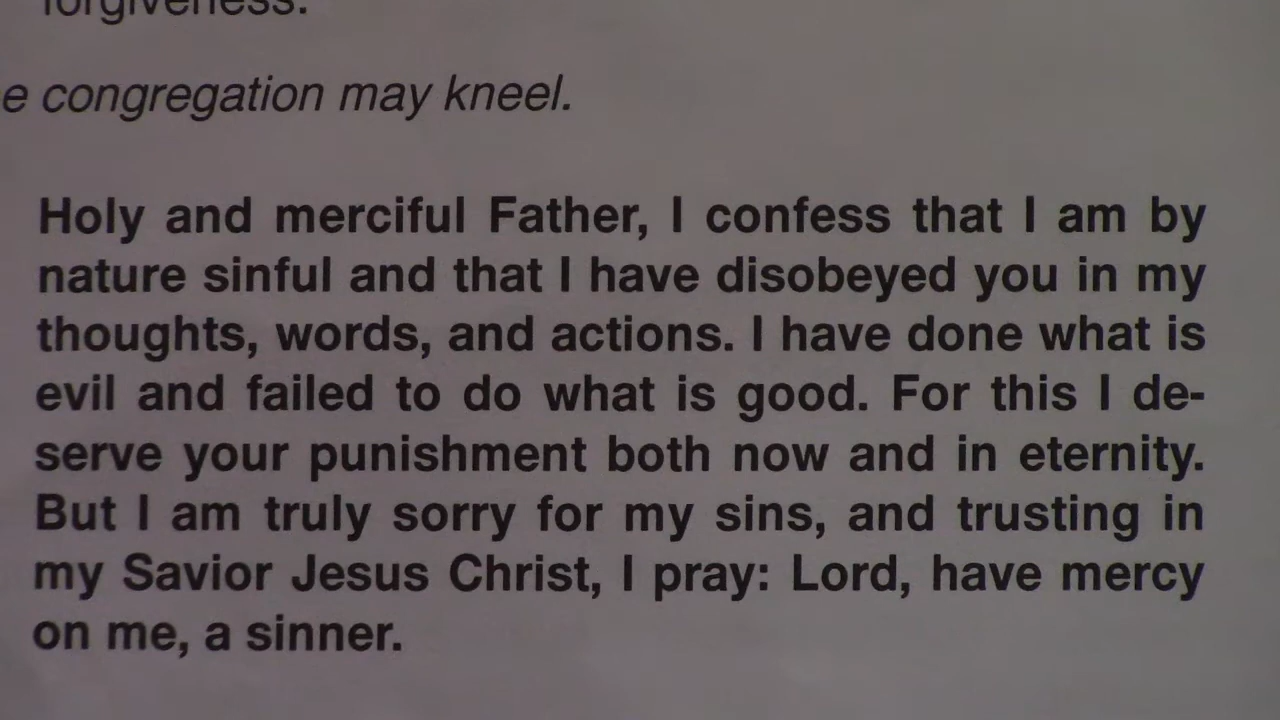 forgiveness.
e congregation may kneel.
Holy and merciful Father, I confess that I am by
nature sinful and that I have disobeyed you in my
thoughts, words, and actions. I have done what is
evil and failed to do what is good. For this I de-
serve your punishment both now and in eternity.
But I am truly sorry for my sins, and trusting in
my Savior Jesus Christ, I pray: Lord, have mercy
on me, a sinner.